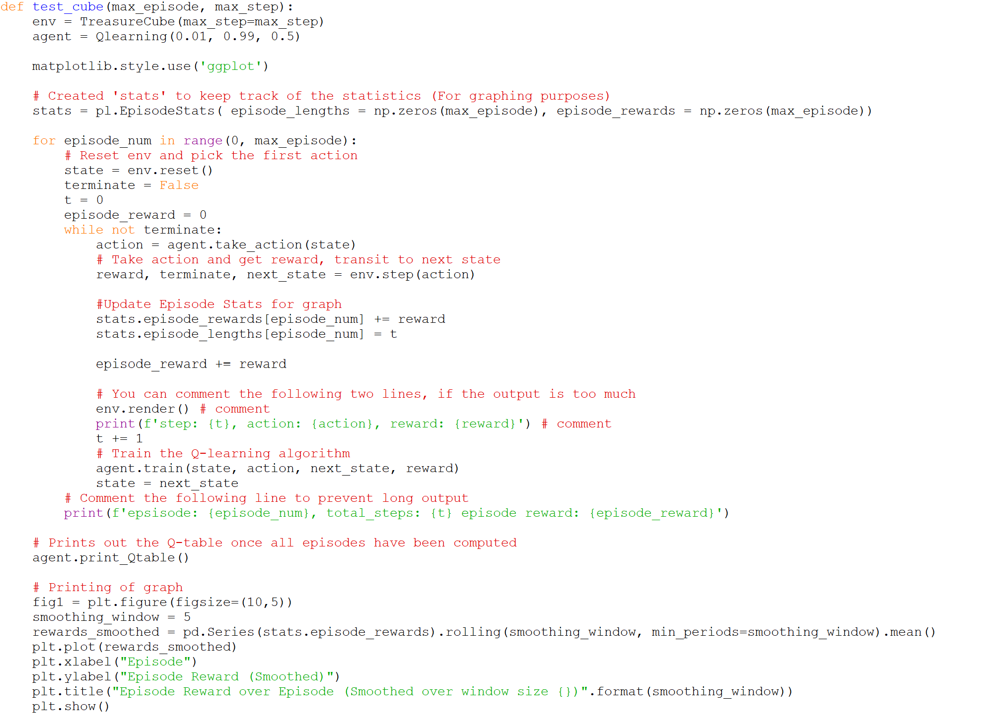 def test_cube(max_episode, max_step):
    env = TreasureCube(max_step=max_step)
    agent = Qlearning(0.01, 0.99, 0.5)

    matplotlib.style.use('ggplot')

    # Created 'stats' to keep track of the statistics (For graphing purposes)
    stats = pl.EpisodeStats( episode_lengths = np.zeros(max_episode), episode_rewards = np.zeros(max_episode))

    for episode_num in range(0, max_episode):
        # Reset env and pick the first action
        state = env.reset()
        terminate = False
        t = 0
        episode_reward = 0
        while not terminate:
            action = agent.take_action(state)
            # Take action and get reward, transit to next state
            reward, terminate, next_state = env.step(action)

            #Update Episode Stats for graph
            stats.episode_rewards[episode_num] += reward
            stats.episode_lengths[episode_num] = t

            episode_reward += reward

            # You can comment the following two lines, if the output is too much
            env.render() # comment
            print(f'step: {t}, action: {action}, reward: {reward}') # comment
            t += 1
            # Train the Q-learning algorithm
            agent.train(state, action, next_state, reward)
            state = next_state
        # Comment the following line to prevent long output
        print(f'epsisode: {episode_num}, total_steps: {t} episode reward: {episode_reward}')

    # Prints out the Q-table once all episodes have been computed
    agent.print_Qtable()

    # Printing of graph
    fig1 = plt.figure(figsize=(10,5))
    smoothing_window = 5
    rewards_smoothed = pd.Series(stats.episode_rewards).rolling(smoothing_window, min_periods=smoothing_window).mean()
    plt.plot(rewards_smoothed)
    plt.xlabel("Episode")
    plt.ylabel("Episode Reward (Smoothed)")
    plt.title("Episode Reward over Episode (Smoothed over window size {})".format(smoothing_window))
    plt.show()